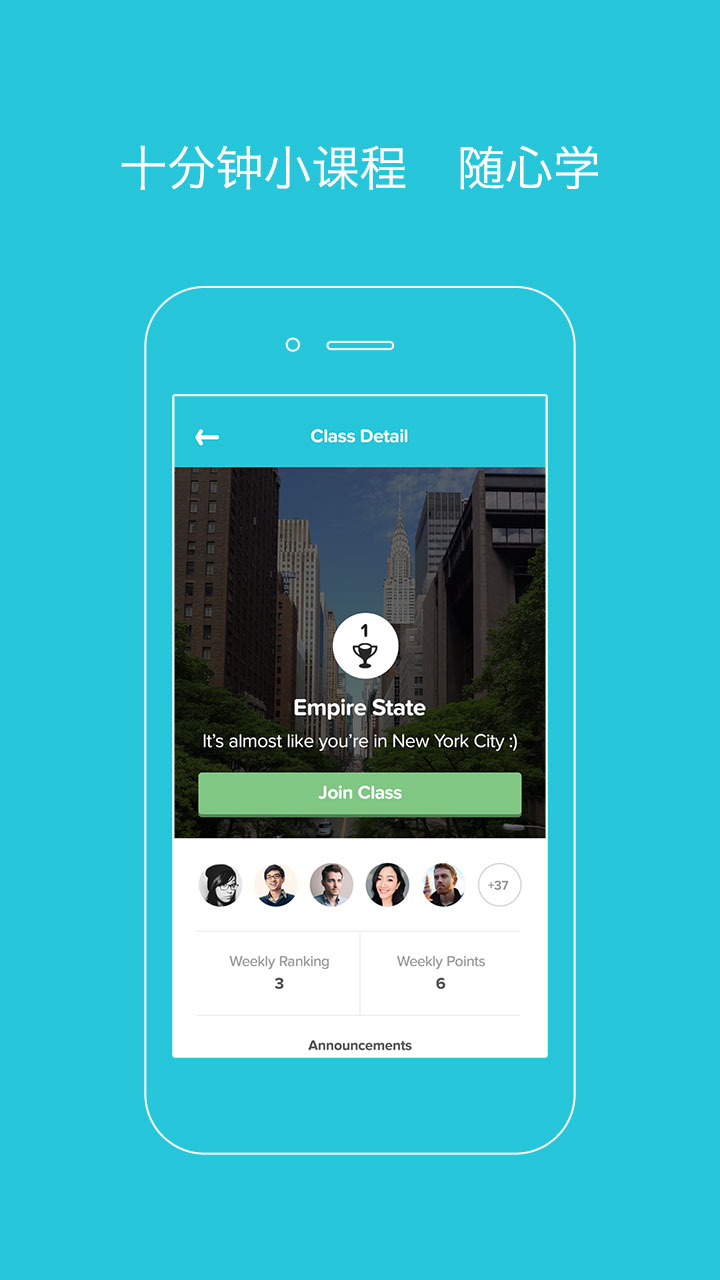 十分钟小课程　随心学
Class Detail
1
Empire State
It’s almost like you’re in New York City :)
Join Class
+37
Weekly Ranking
Weekly Points
3
6
Announcements